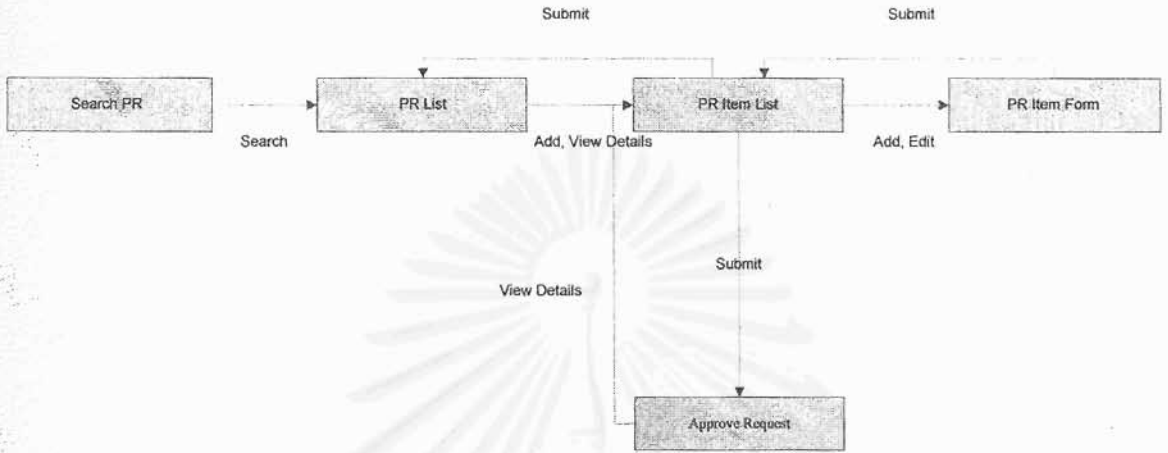 Submit
Submit
Search PR
PR List
PR Item List
PR Item Form
Search
Add, View Details
Add, Edit
Submit
View Details
Approve Request